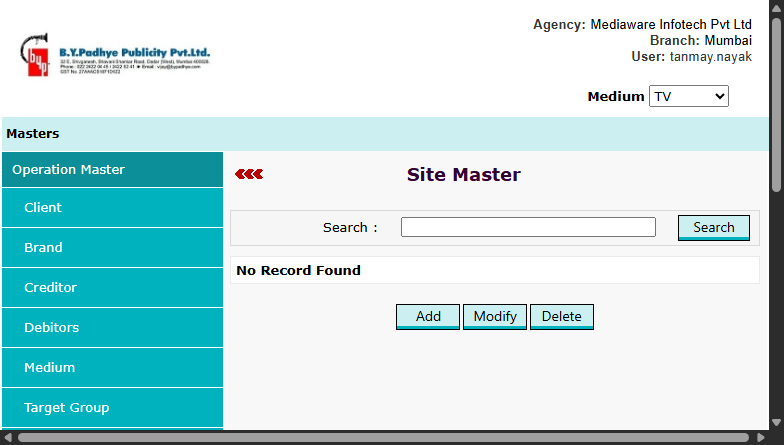 Agency: Mediaware Infotech Pvt Ltd
Branch: Mumbai
User: tanmay.nayak
B.Y.Padhye Publicity Pvt.Ltd.
Medium TV
Masters
Operation Master
Client
Brand
Creditor
Debitors
Medium
Target Group
Site Master
Search :
Search
No Record Found
Add Modify Delete